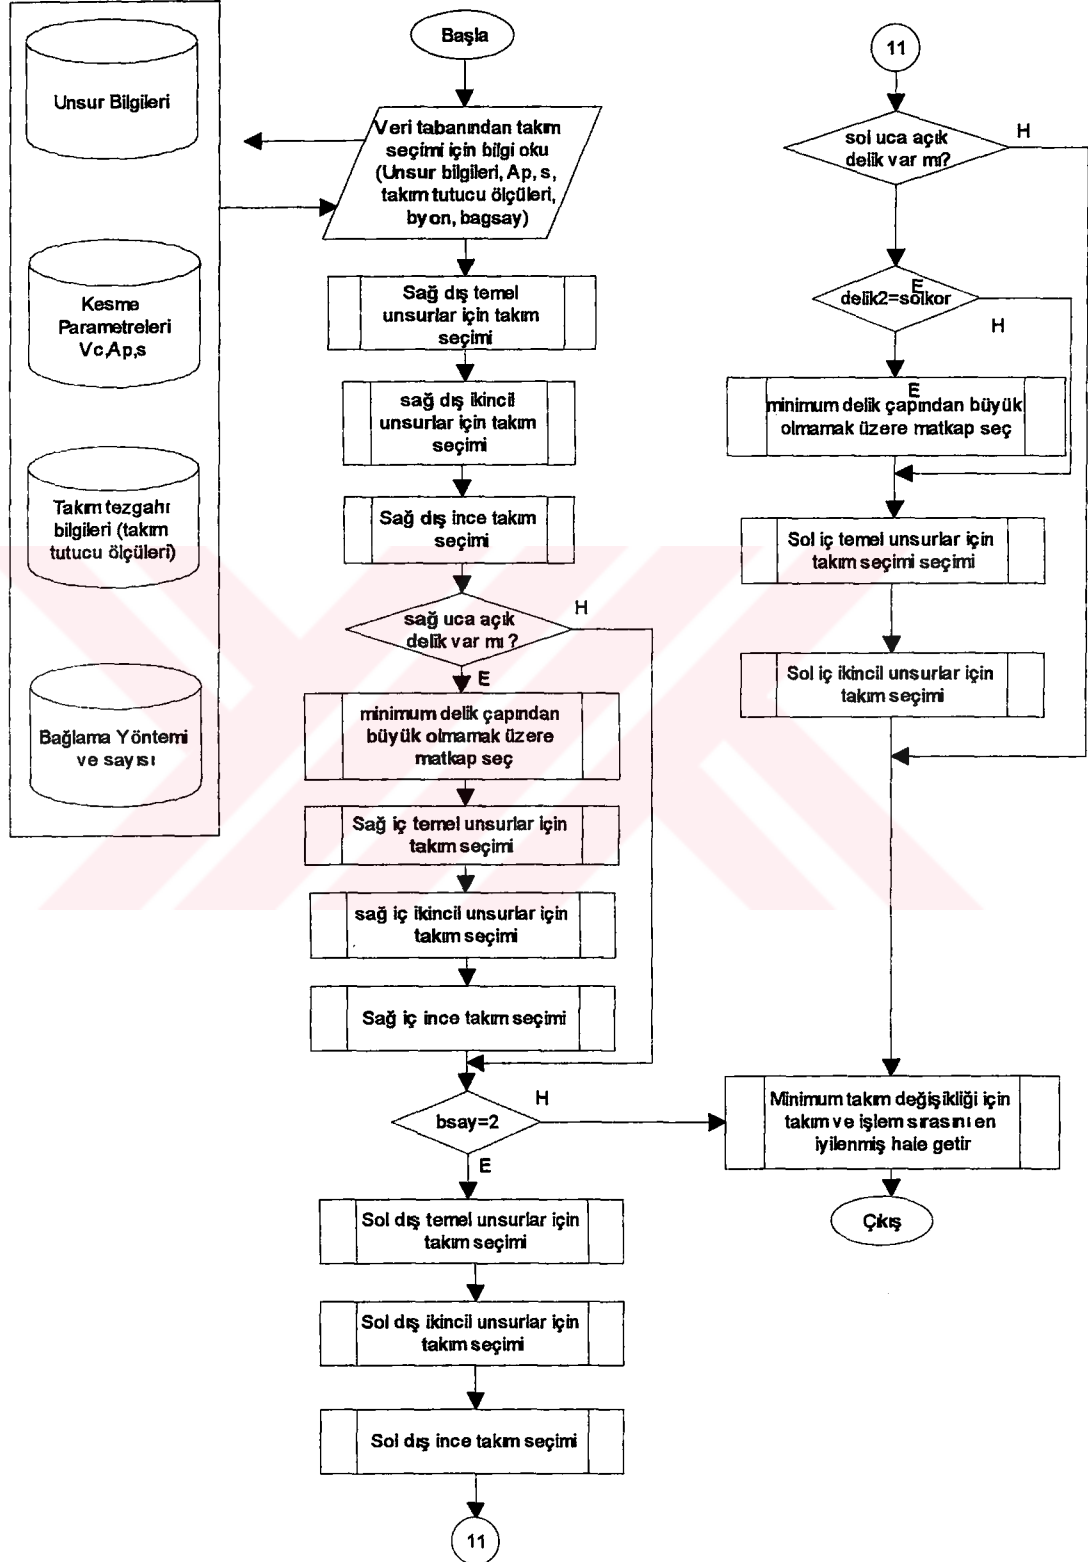 Unsur Bilgileri
Kesme
Parametreleri
Vc,Ap,s
Takım tezgahı
bilgileri (takım
tutucu ölçüleri)
Bağlama Yöntemi
ve sayısı
Başla
Veri tabanından takım
seçimi için bilgi oku
(Unsur bilgileri, Ap, s,
takım tutucu ölçüleri,
byon, bagsay)
Sağ dış temel
unsurlar için takım
seçimi
sağ dış ikincil
unsurlar için takım
seçimi
Sağ dış ince takım
seçimi
sağ uca açık
delik var mı ?
H
E
minimum delik çapından
büyük olmamak üzere
matkap seç
Sağ iç temel unsurlar için
takım seçimi
sağ iç ikincil unsurlar için
takım seçimi
Sağ iç ince takım seçimi
bsay=2
H
E
Sol dış temel unsurlar için
takım seçimi
Sol dış ikincil unsurlar için
takım seçimi
Sol dış ince takım seçimi
11
11
sol uca açık
delik var mı?
H
E
delik2=solkor
H
E
minimum delik çapından büyük
olmamak üzere matkap seç
Sol iç temel unsurlar için
takım seçimi seçimi
Sol iç ikincil unsurlar için
takım seçimi
Minimum takım değişikliği için
takım ve işlem sırasını en
iyilenmiş hale getir
Çıkış